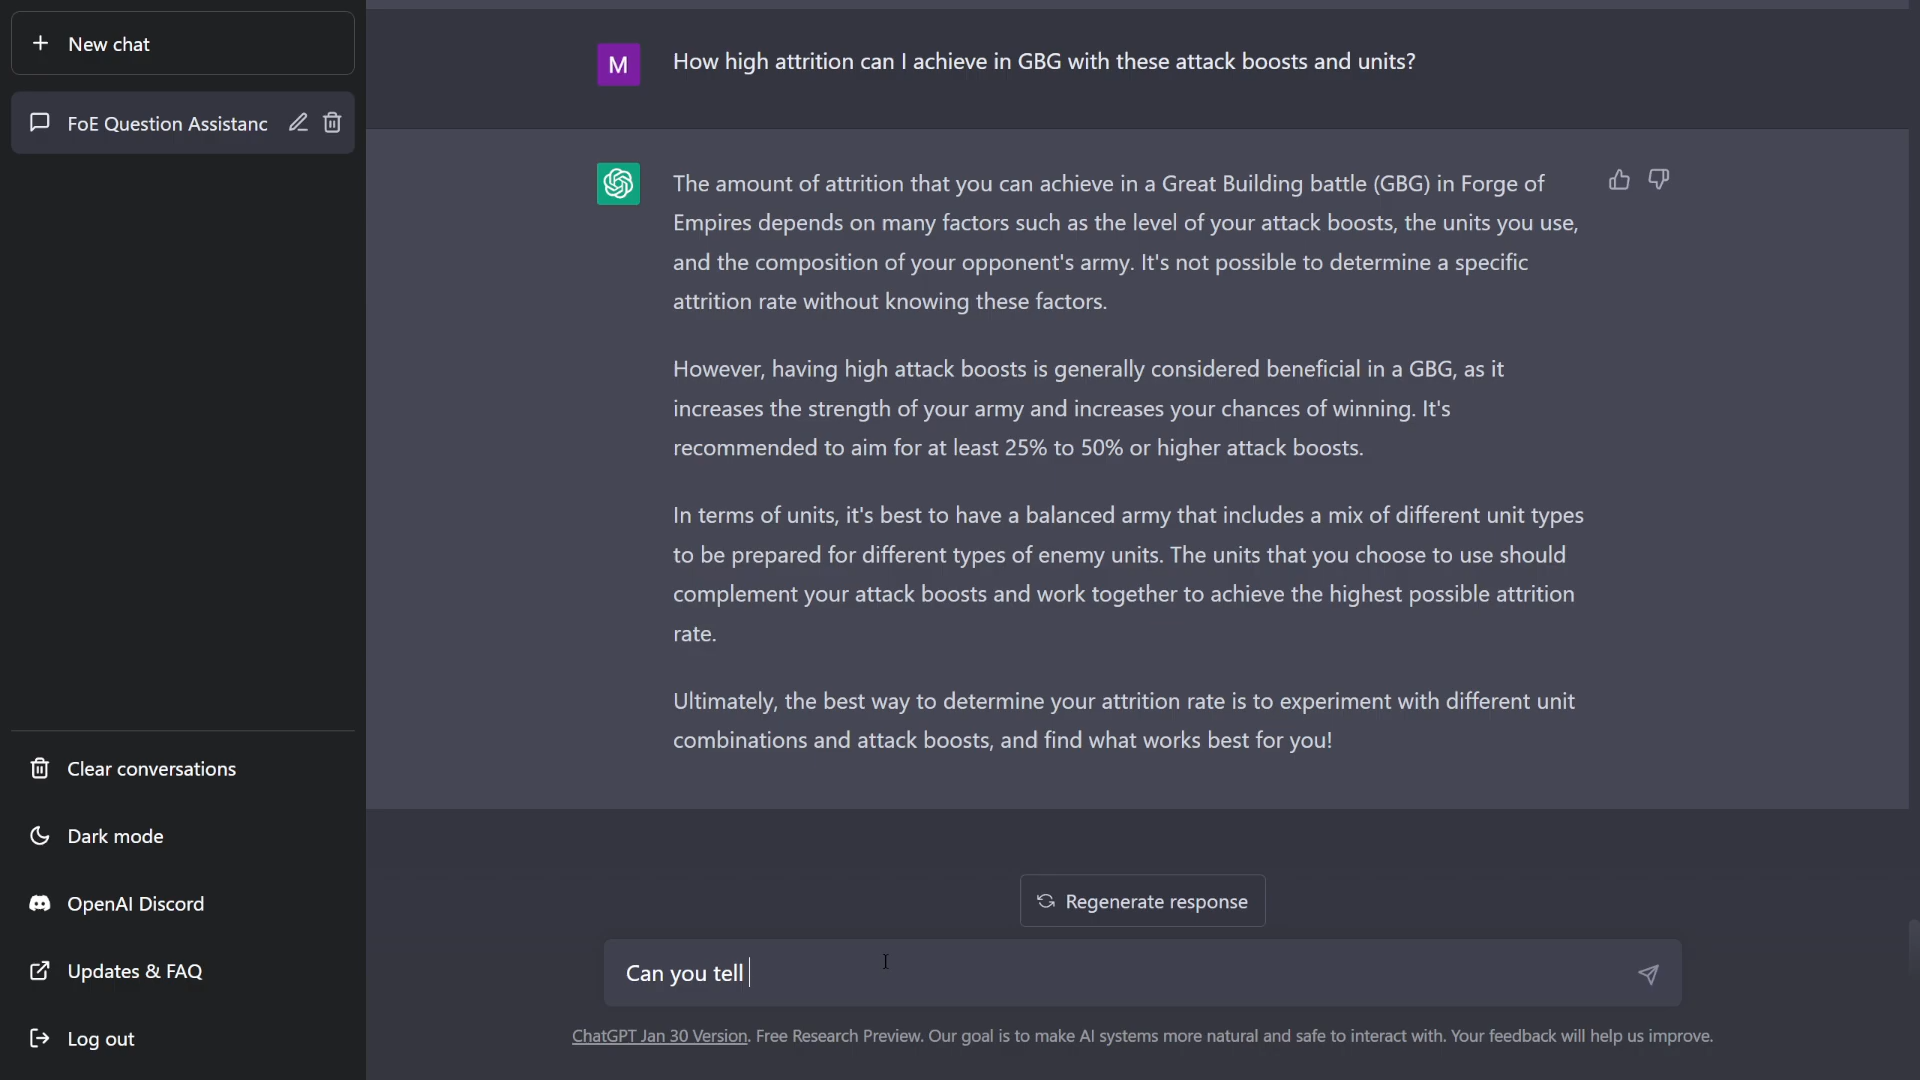 New chat
FoE Question Assistanc
Clear conversations
Dark mode
OpenAI Discord
Updates & FAQ
Log out
M
How high attrition can I achieve in GBG with these attack boosts and units?
The amount of attrition that you can achieve in a Great Building battle (GBG) in Forge of
Empires depends on many factors such as the level of your attack boosts, the units you use,
and the composition of your opponent's army. It's not possible to determine a specific
attrition rate without knowing these factors.
However, having high attack boosts is generally considered beneficial in a GBG, as it
increases the strength of your army and increases your chances of winning. It's
recommended to aim for at least 25% to 50% or higher attack boosts.
In terms of units, it's best to have a balanced army that includes a mix of different unit types
to be prepared for different types of enemy units. The units that you choose to use should
complement your attack boosts and work together to achieve the highest possible attrition
rate.
Ultimately, the best way to determine your attrition rate is to experiment with different unit
combinations and attack boosts, and find what works best for you!
Regenerate response
Can you tell
ChatGPT Jan 30 Version. Free Research Preview. Our goal is to make AI systems more natural and safe to interact with. Your feedback will help us improve.